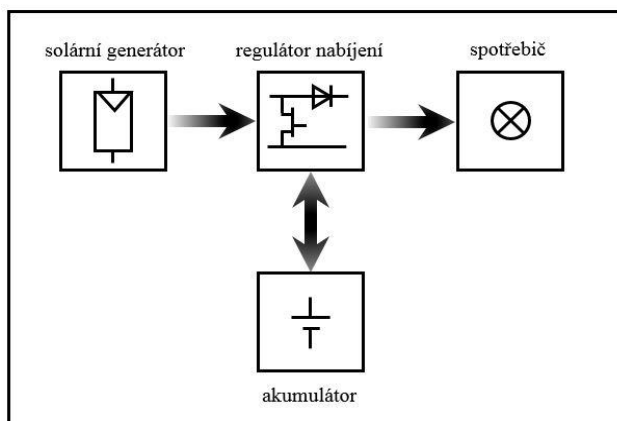 solární generátor
regulátor nabíjení
spotřebič
akumulátor